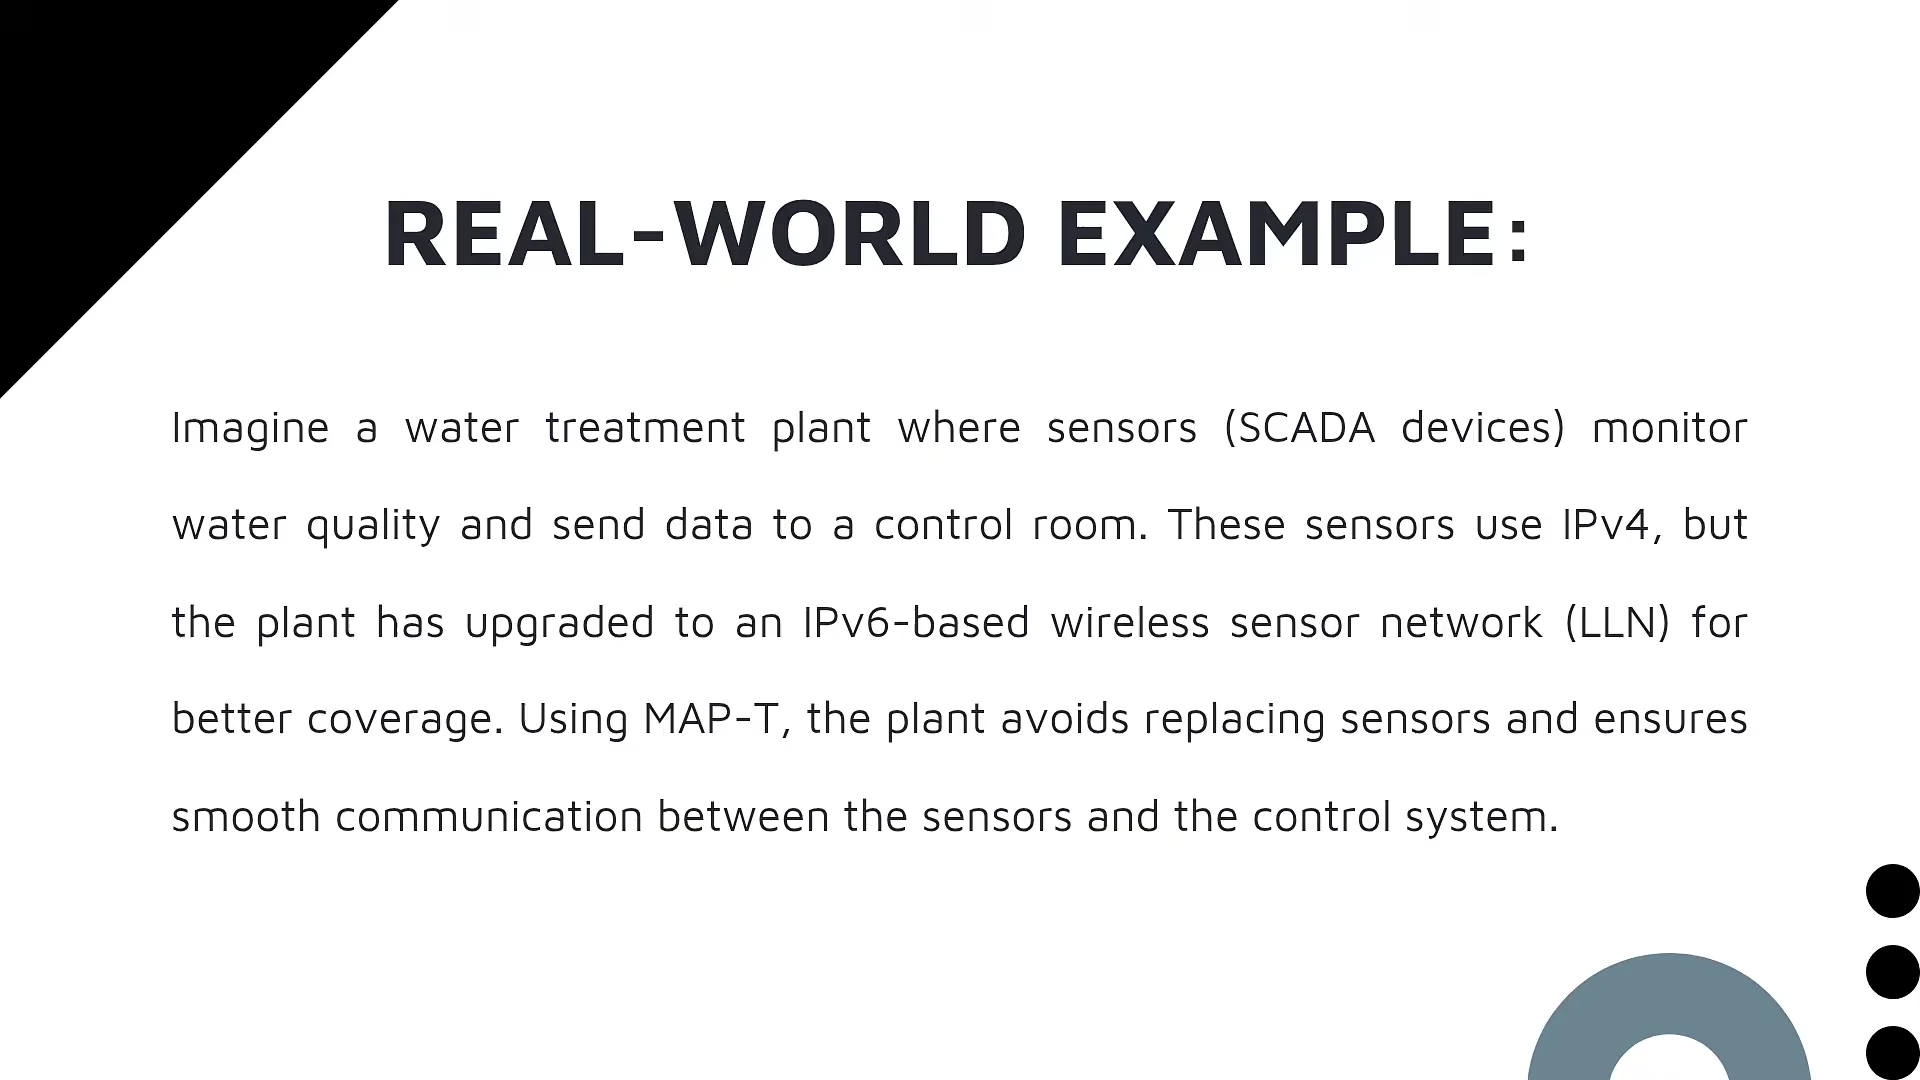 REAL-WORLD EXAMPLE:
Imagine a water treatment plant where sensors (SCADA devices) monitor
water quality and send data to a control room. These sensors use IPv4, but
the plant has upgraded to an IPv6-based wireless sensor network (LLN) for
better coverage. Using MAP-T, the plant avoids replacing sensors and ensures
smooth communication between the sensors and the control system.